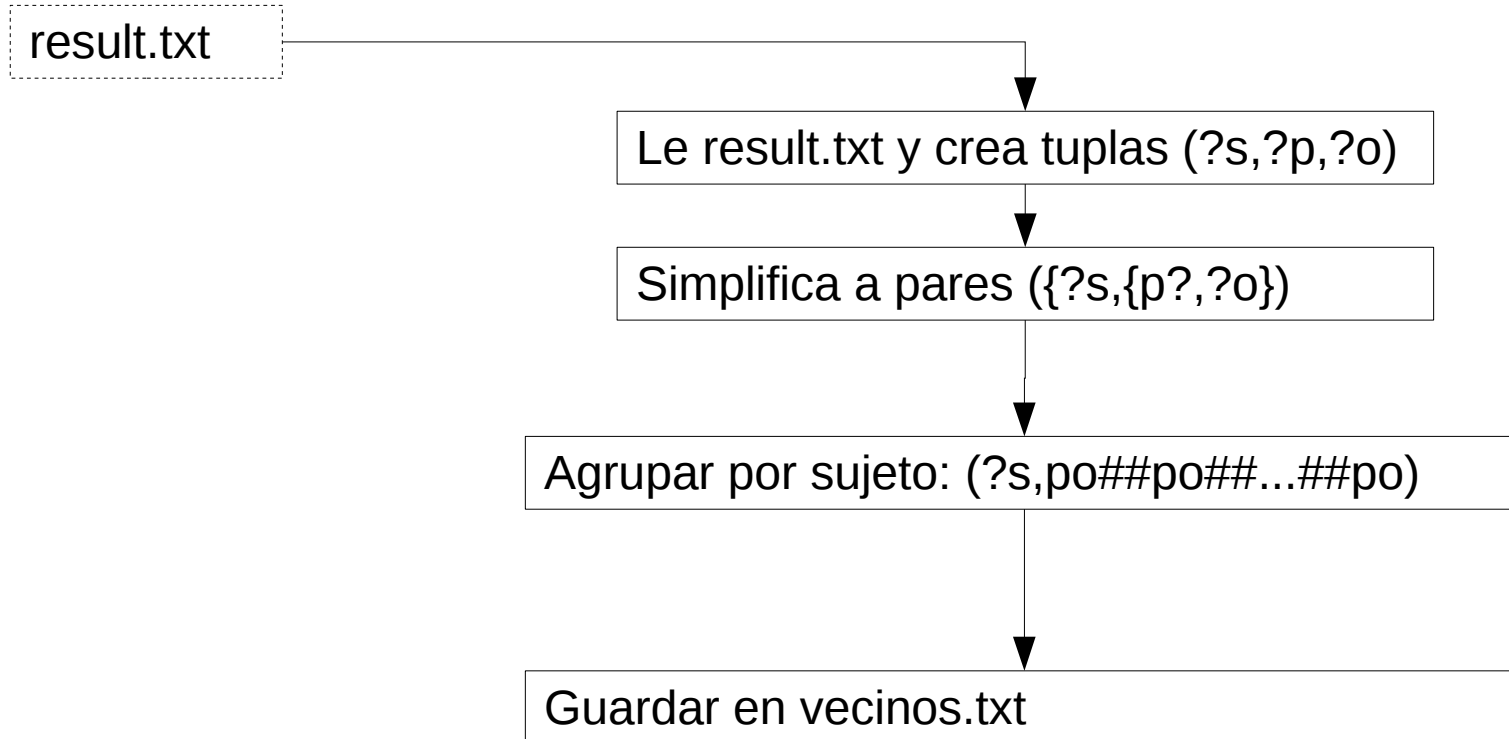 result.txt
Le result.txt y crea tuplas (?s,?p,?o)
Simplifica a pares ({?s,{p?,?o})
Agrupar por sujeto: (?s,po##po##...##po)
Guardar en vecinos.txt